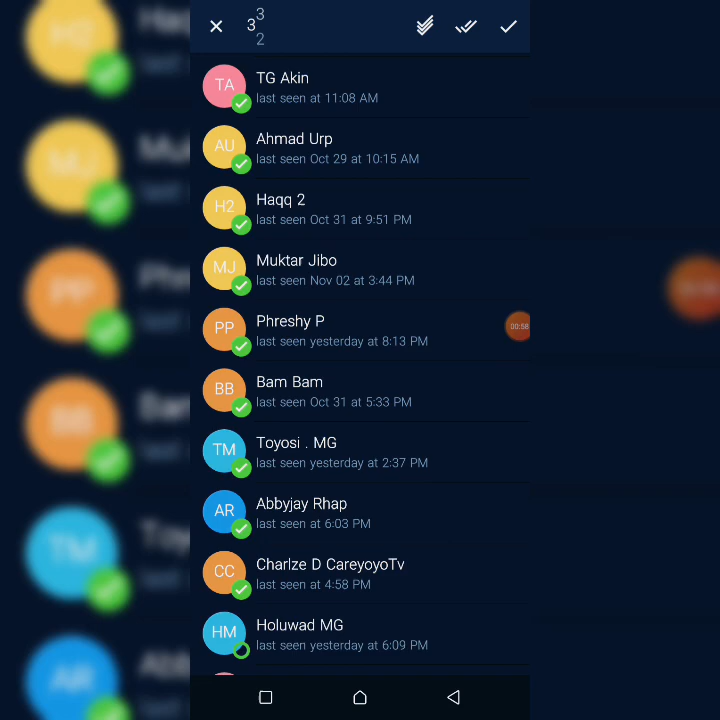 33
2
TA
TG Akin
last seen at 11:08 AM
AU
Ahmad Urp
last seen Oct 29 at 10:15 AM
H2
Haqq 2
last seen Oct 31 at 9:51 PM
MJ
Muktar Jibo
last seen Nov 02 at 3:44 PM
PP
Phreshy P
last seen yesterday at 8:13 PM
00:58
BB
Bam Bam
last seen Oct 31 at 5:33 PM
TM
Toyosi . MG
last seen yesterday at 2:37 PM
AR
Abbyjay Rhap
last seen at 6:03 PM
CC
Charlze D CareyoyoTv
last seen at 4:58 PM
HM
Holuwad MG
last seen yesterday at 6:09 PM